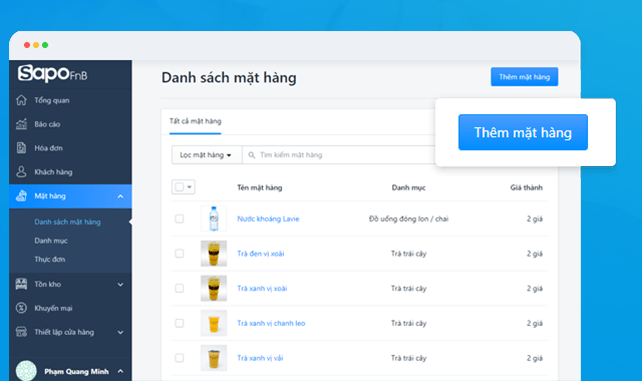 Sapo FnB
Tổng quan
Báo cáo
Hóa đơn
Khách hàng
Mặt hàng
Danh sách mặt hàng
Danh mục
Thực đơn
Tồn kho
Khuyến mại
Thiết lập cửa hàng
Phạm Quang Minh
Danh sách mặt hàng
Thêm mặt hàng
Thêm mặt hàng
Tất cả mặt hàng
Lọc mặt hàng
Tìm kiếm mặt hàng
Tên mặt hàng Danh mục Giá thành
Nước khoáng Lavie Đồ uống đóng lon / chai 2 giá
Trà đen vị xoài Trà trái cây 2 giá
Trà xanh vị xoài Trà trái cây 2 giá
Trà xanh vị chanh leo Trà trái cây 2 giá
Trà xanh vị vải Trà trái cây 2 giá